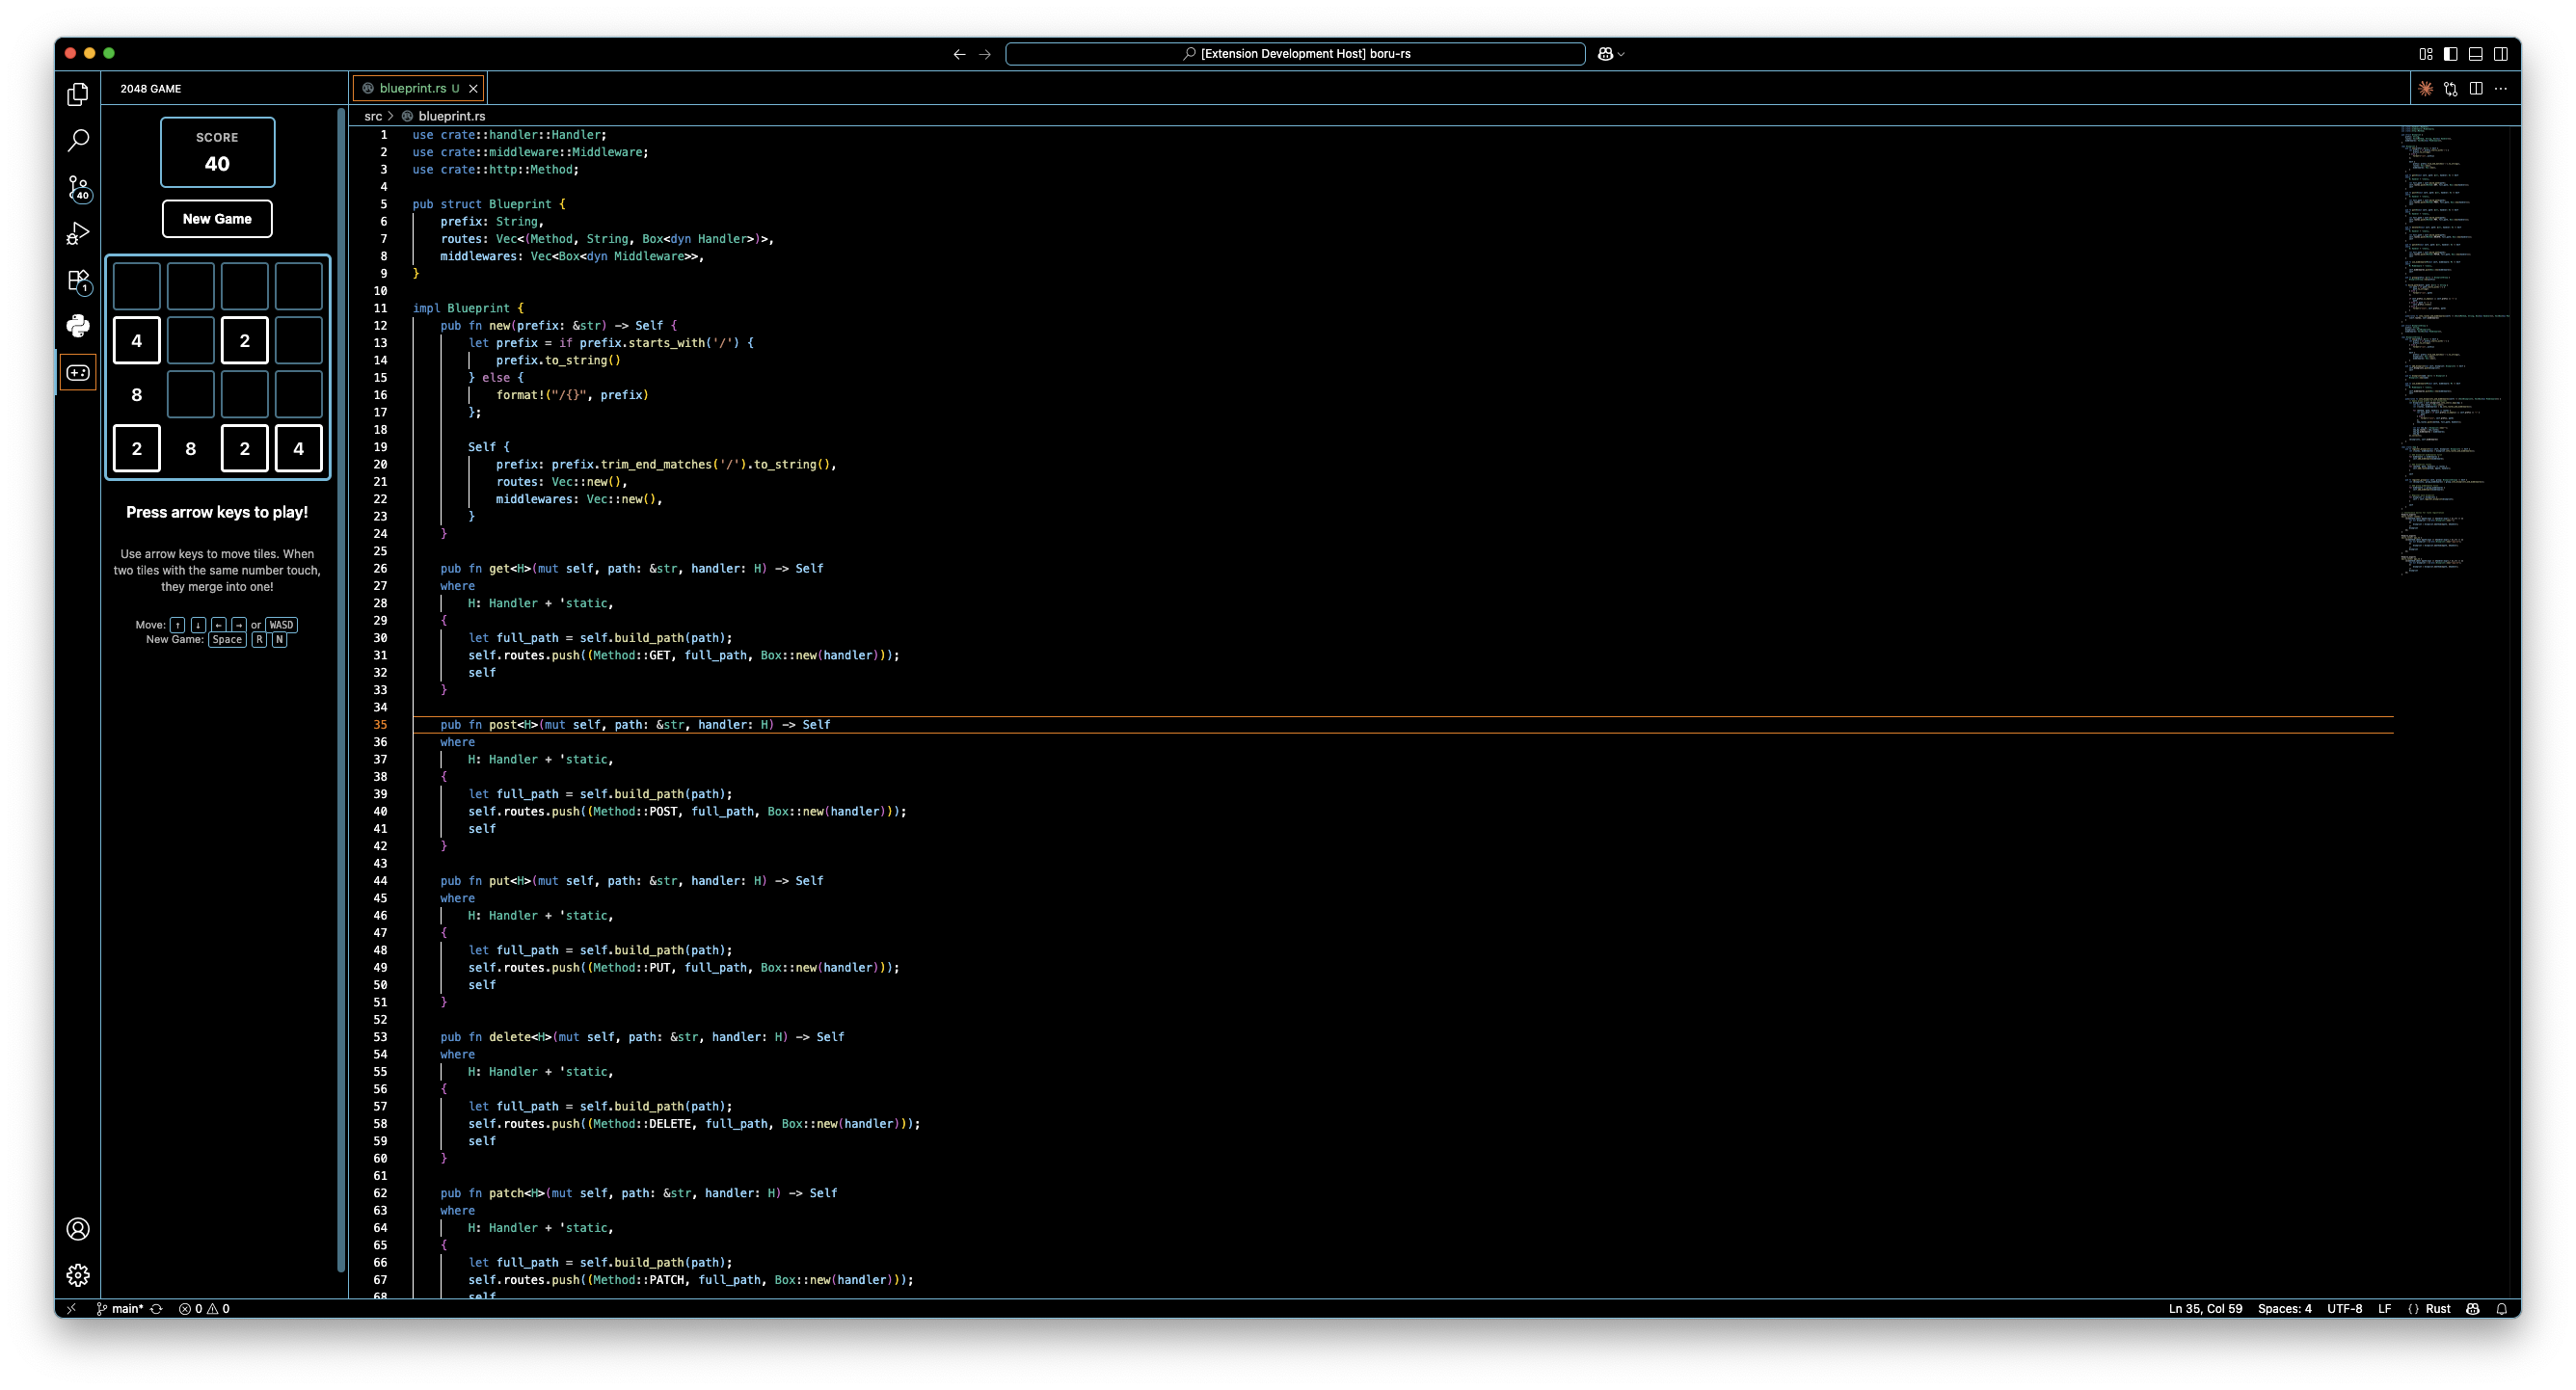 [Extension Development Host] boru-rs
2048 GAME
SCORE
40
New Game
4 2
8
2 8 2 4
Press arrow keys to play!
Use arrow keys to move tiles. When
two tiles with the same number touch,
they merge into one!
Move: ↑ ↓ ← → or WASD
New Game: Space R N
40
1
blueprint.rs U
src > blueprint.rs
1 use crate::handler::Handler;
2 use crate::middleware::Middleware;
3 use crate::http::Method;
4
5 pub struct Blueprint {
6     prefix: String,
7     routes: Vec<(Method, String, Box<dyn Handler>)>,
8     middlewares: Vec<Box<dyn Middleware>>,
9 }
10
11 impl Blueprint {
12     pub fn new(prefix: &str) -> Self {
13         let prefix = if prefix.starts_with('/') {
14             prefix.to_string()
15         } else {
16             format!("/{}", prefix)
17         };
18
19         Self {
20             prefix: prefix.trim_end_matches('/').to_string(),
21             routes: Vec::new(),
22             middlewares: Vec::new(),
23         }
24     }
25
26     pub fn get<H>(mut self, path: &str, handler: H) -> Self
27     where
28         H: Handler + 'static,
29     {
30         let full_path = self.build_path(path);
31         self.routes.push((Method::GET, full_path, Box::new(handler)));
32         self
33     }
34
35     pub fn post<H>(mut self, path: &str, handler: H) -> Self
36     where
37         H: Handler + 'static,
38     {
39         let full_path = self.build_path(path);
40         self.routes.push((Method::POST, full_path, Box::new(handler)));
41         self
42     }
43
44     pub fn put<H>(mut self, path: &str, handler: H) -> Self
45     where
46         H: Handler + 'static,
47     {
48         let full_path = self.build_path(path);
49         self.routes.push((Method::PUT, full_path, Box::new(handler)));
50         self
51     }
52
53     pub fn delete<H>(mut self, path: &str, handler: H) -> Self
54     where
55         H: Handler + 'static,
56     {
57         let full_path = self.build_path(path);
58         self.routes.push((Method::DELETE, full_path, Box::new(handler)));
59         self
60     }
61
62     pub fn patch<H>(mut self, path: &str, handler: H) -> Self
63     where
64         H: Handler + 'static,
65     {
66         let full_path = self.build_path(path);
67         self.routes.push((Method::PATCH, full_path, Box::new(handler)));
68         self
main* 0 0
Ln 35, Col 59 Spaces: 4 UTF-8 LF {} Rust